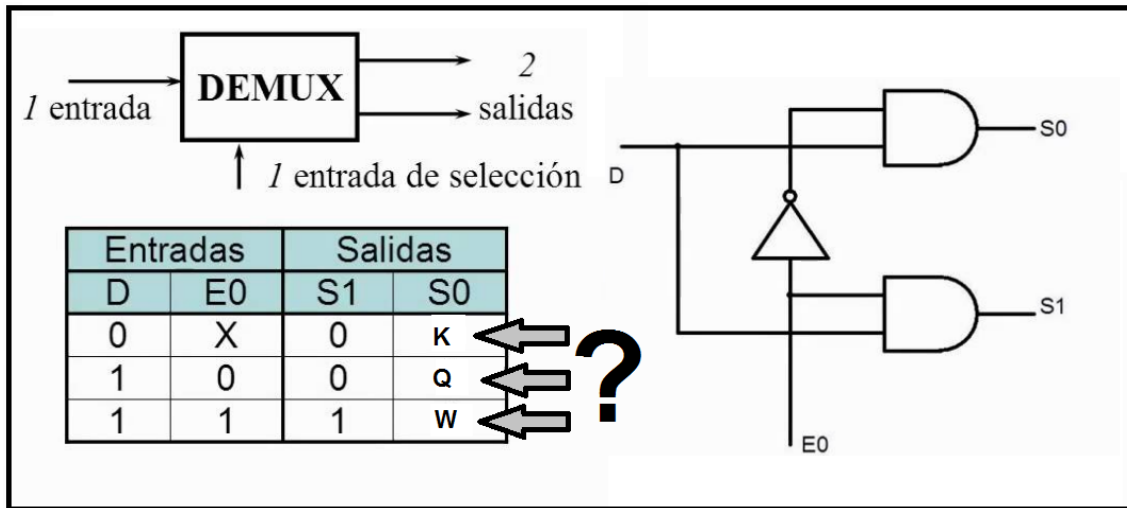 1 entrada
DEMUX
2
salidas
1 entrada de selección
Entradas Salidas
D E0 S1 S0
0 X 0 K
1 0 0 Q
1 1 1 W
?
D
S0
S1
E0